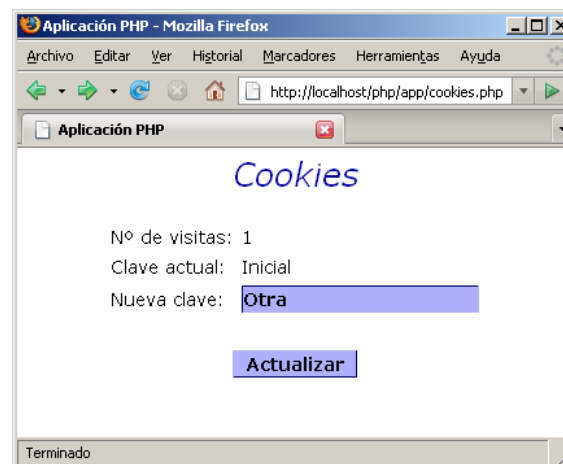 Aplicación PHP - Mozilla Firefox
Archivo Editar Ver Historial Marcadores Herramientas Ayuda
http://localhost/php/app/cookies.php
Aplicación PHP
Cookies
Nº de visitas: 1
Clave actual: Inicial
Nueva clave: Otra
Actualizar
Terminado